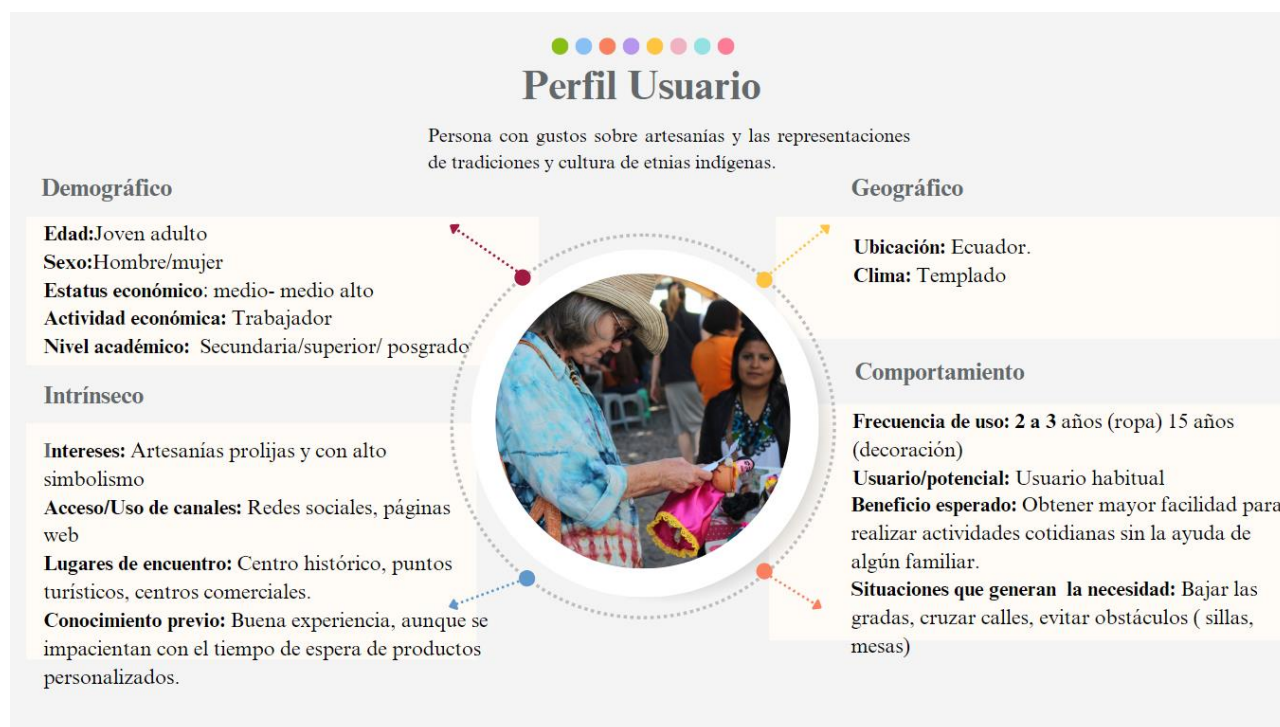 Perfil Usuario
Persona con gustos sobre artesanías y las representaciones
de tradiciones y cultura de etnias indígenas.
Demográfico
Edad:Joven adulto
Sexo:Hombre/mujer
Estatus económico: medio- medio alto
Actividad económica: Trabajador
Nivel académico: Secundaria/superior/ posgrado
Intrínseco
Intereses: Artesanías prolijas y con alto
simbolismo
Acceso/Uso de canales: Redes sociales, páginas
web
Lugares de encuentro: Centro histórico, puntos
turísticos, centros comerciales.
Conocimiento previo: Buena experiencia, aunque se
impacientan con el tiempo de espera de productos
personalizados.
Geográfico
Ubicación: Ecuador.
Clima: Templado
Comportamiento
Frecuencia de uso: 2 a 3 años (ropa) 15 años
(decoración)
Usuario/potencial: Usuario habitual
Beneficio esperado: Obtener mayor facilidad para
realizar actividades cotidianas sin la ayuda de
algún familiar.
Situaciones que generan la necesidad: Bajar las
gradas, cruzar calles, evitar obstáculos ( sillas,
mesas)